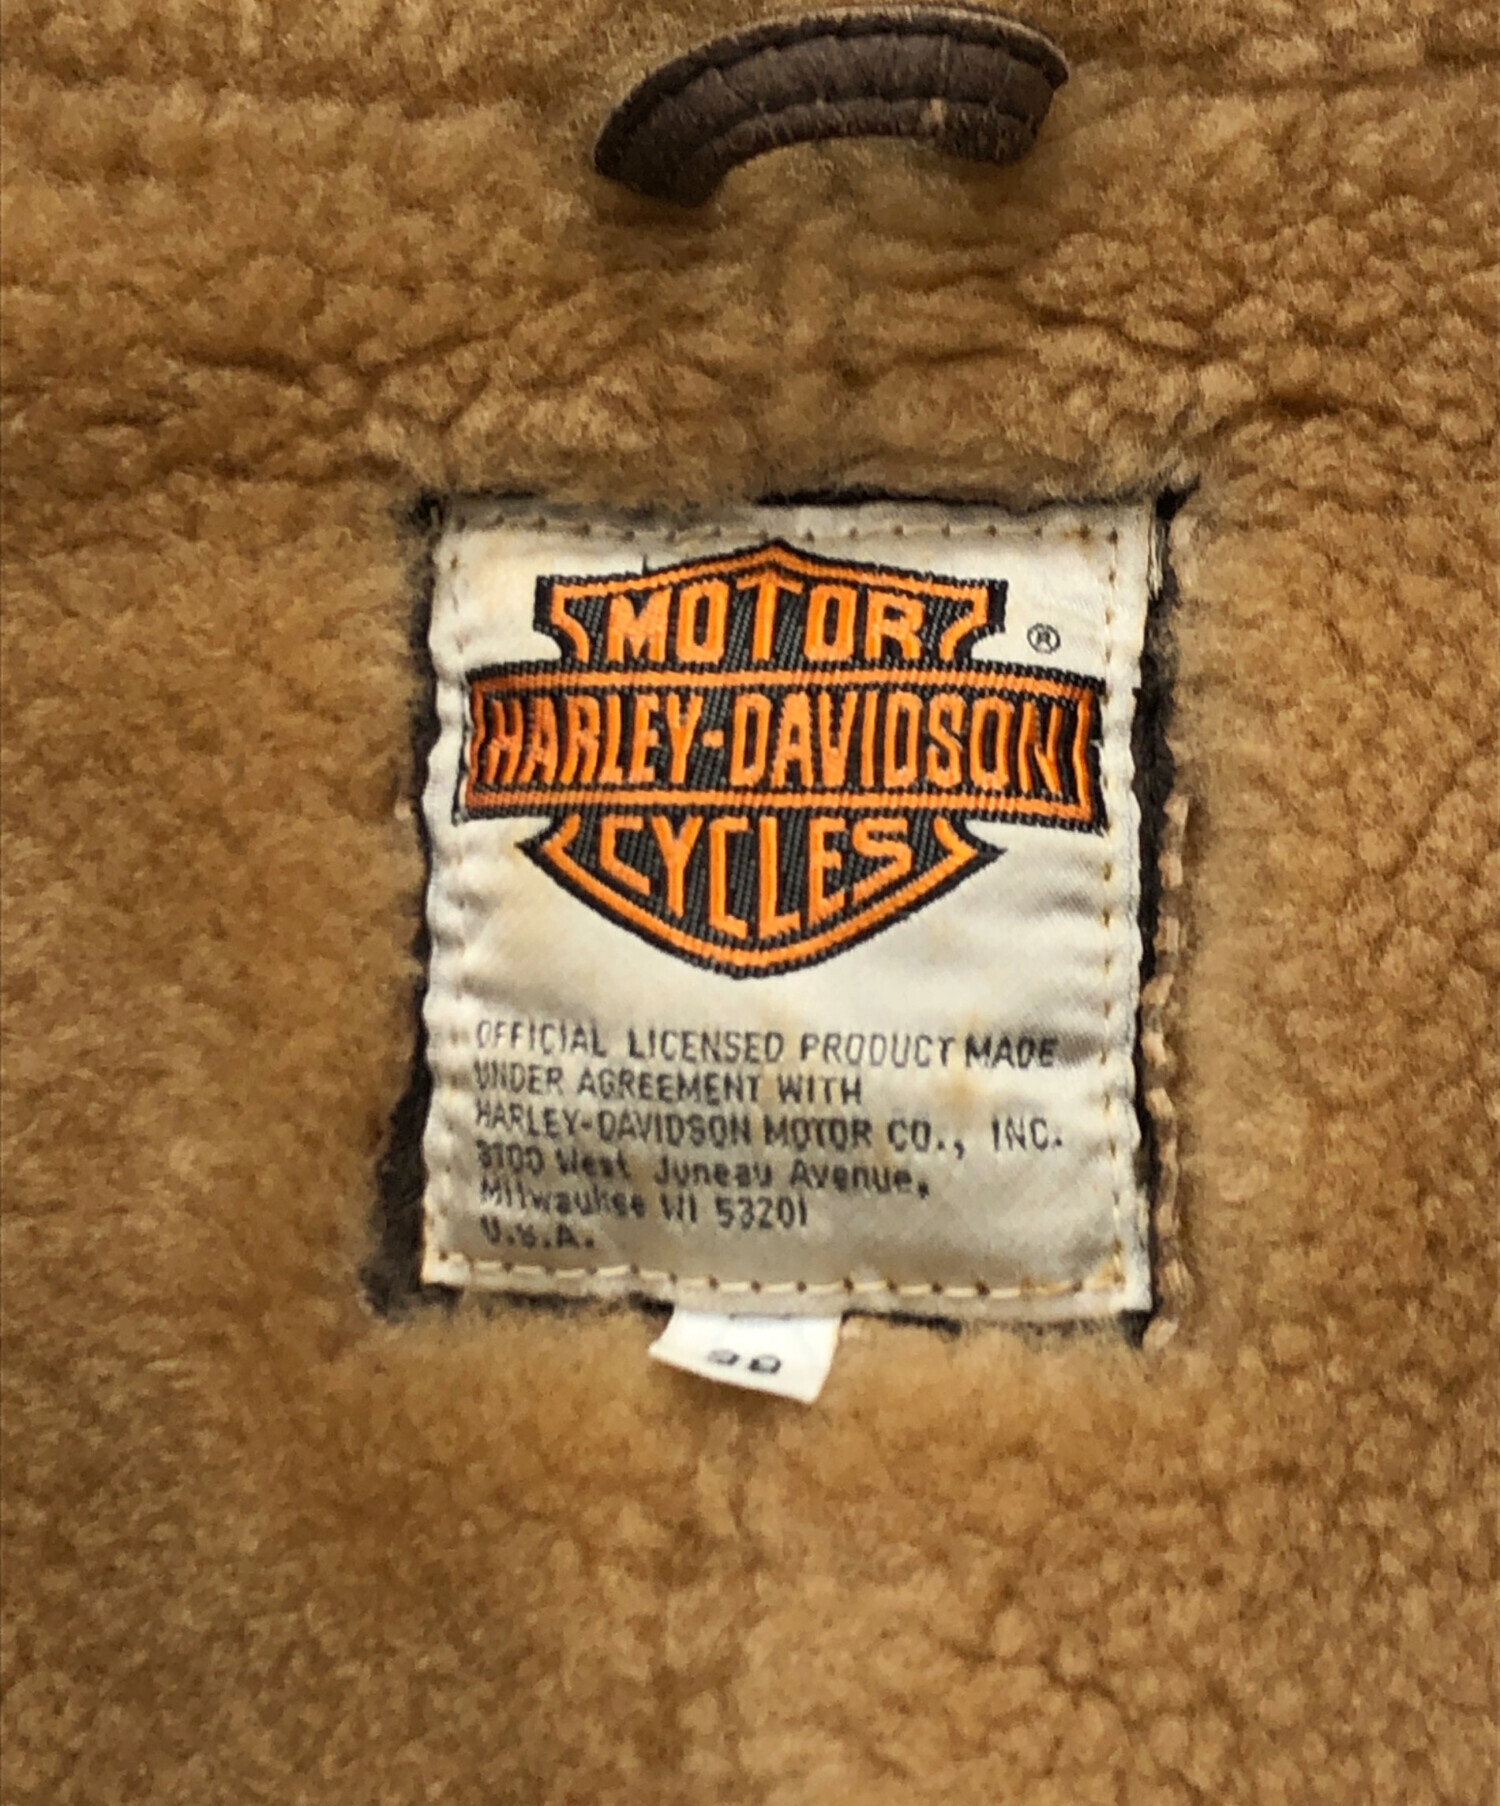 MOTOR
®
HARLEY-DAVIDSON
CYCLES
OFFICIAL LICENSED PRODUCT MADE
UNDER AGREEMENT WITH
HARLEY-DAVIDSON MOTOR CO., INC.
3700 West Juneau Avenue,
Milwaukee WI 53201
U.S.A.